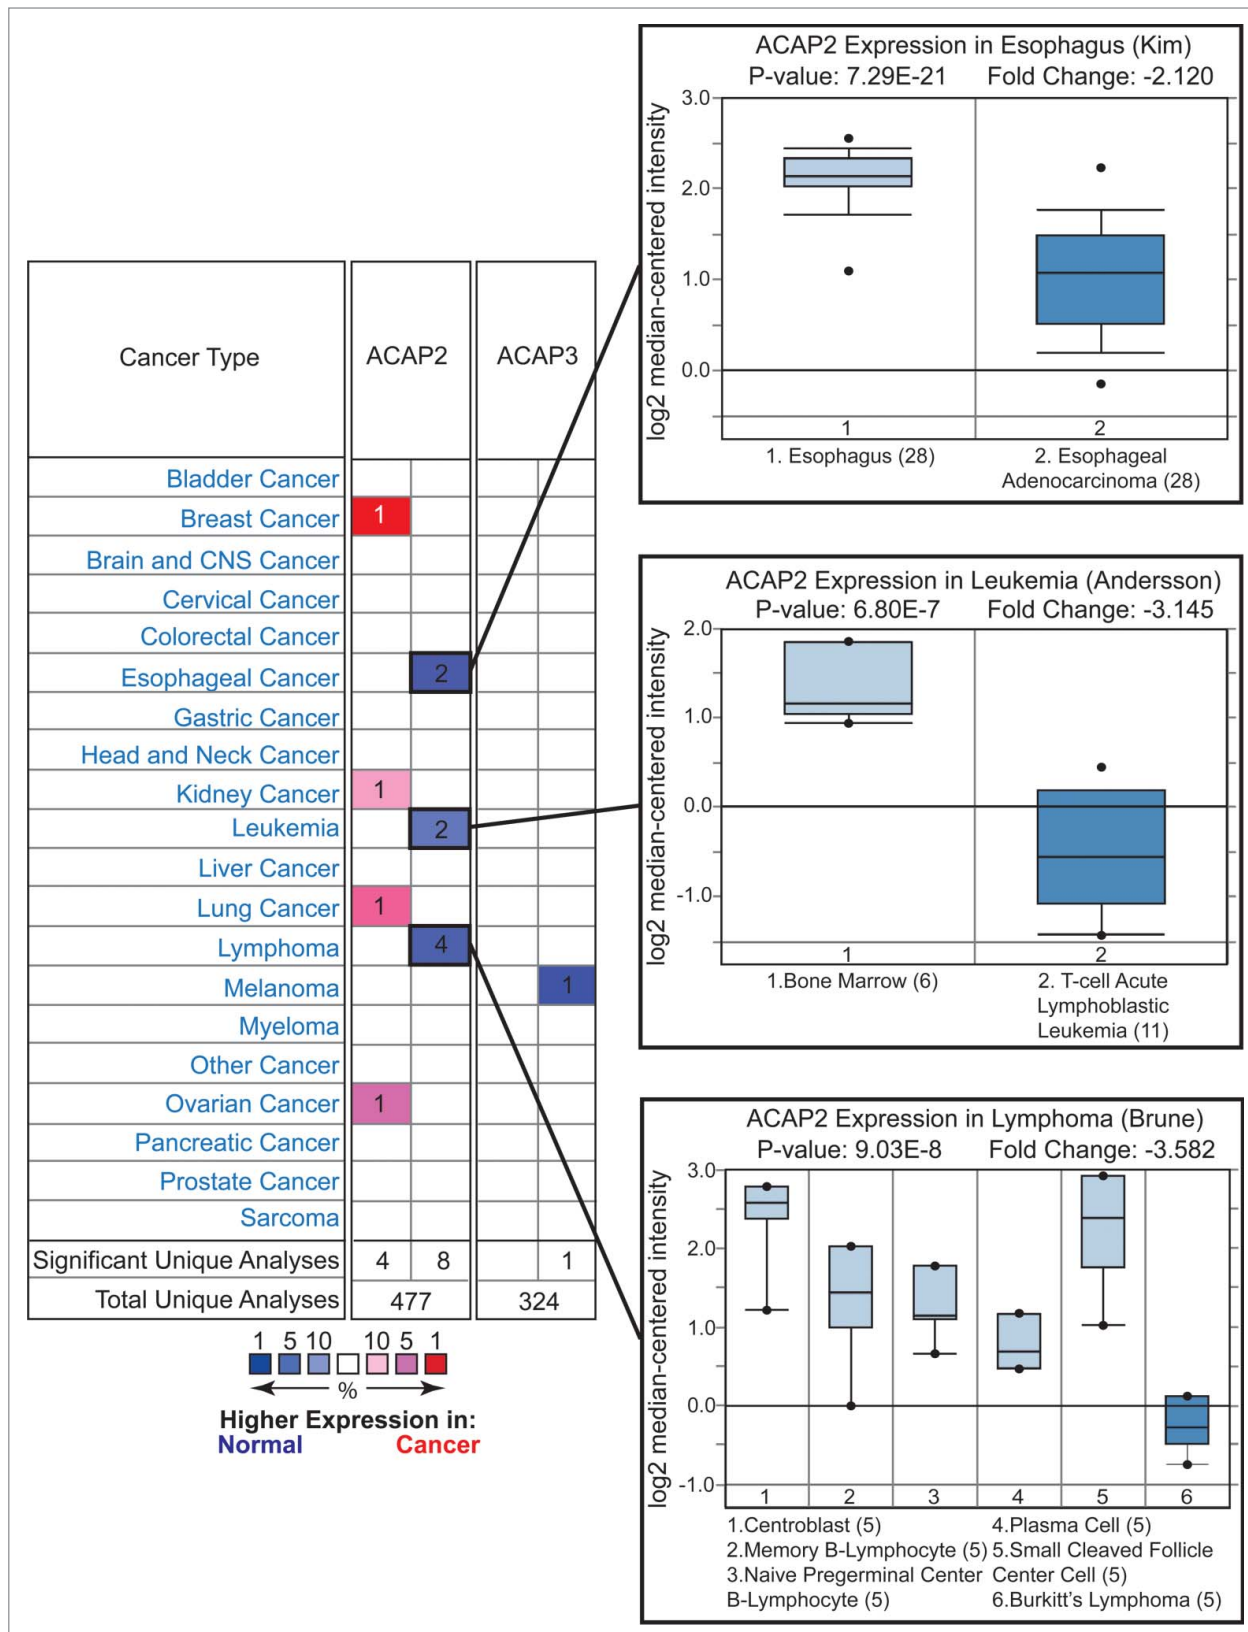 Cancer Type
ACAP2
ACAP3
Bladder Cancer
Breast Cancer 1
Brain and CNS Cancer
Cervical Cancer
Colorectal Cancer
Esophageal Cancer 2
Gastric Cancer
Head and Neck Cancer
Kidney Cancer 1
Leukemia 2
Liver Cancer
Lung Cancer 1
Lymphoma 4
Melanoma 1
Myeloma
Other Cancer
Ovarian Cancer 1
Pancreatic Cancer
Prostate Cancer
Sarcoma
Significant Unique Analyses 4 8 1
Total Unique Analyses 477 324
1 5 10 10 5 1
%
Higher Expression in:
Normal Cancer
ACAP2 Expression in Esophagus (Kim)
P-value: 7.29E-21 Fold Change: -2.120
log2 median-centered intensity
3.0
2.0
1.0
0.0
1 2
1. Esophagus (28)
2. Esophageal
Adenocarcinoma (28)
ACAP2 Expression in Leukemia (Andersson)
P-value: 6.80E-7 Fold Change: -3.145
log2 median-centered intensity
2.0
1.0
0.0
-1.0
1 2
1.Bone Marrow (6)
2. T-cell Acute
Lymphoblastic
Leukemia (11)
ACAP2 Expression in Lymphoma (Brune)
P-value: 9.03E-8 Fold Change: -3.582
log2 median-centered intensity
3.0
2.0
1.0
0.0
-1.0
1 2 3 4 5 6
1.Centroblast (5)
2.Memory B-Lymphocyte (5)
3.Naive Pregerminal Center
B-Lymphocyte (5)
4.Plasma Cell (5)
5.Small Cleaved Follicle
Center Cell (5)
6.Burkitt's Lymphoma (5)